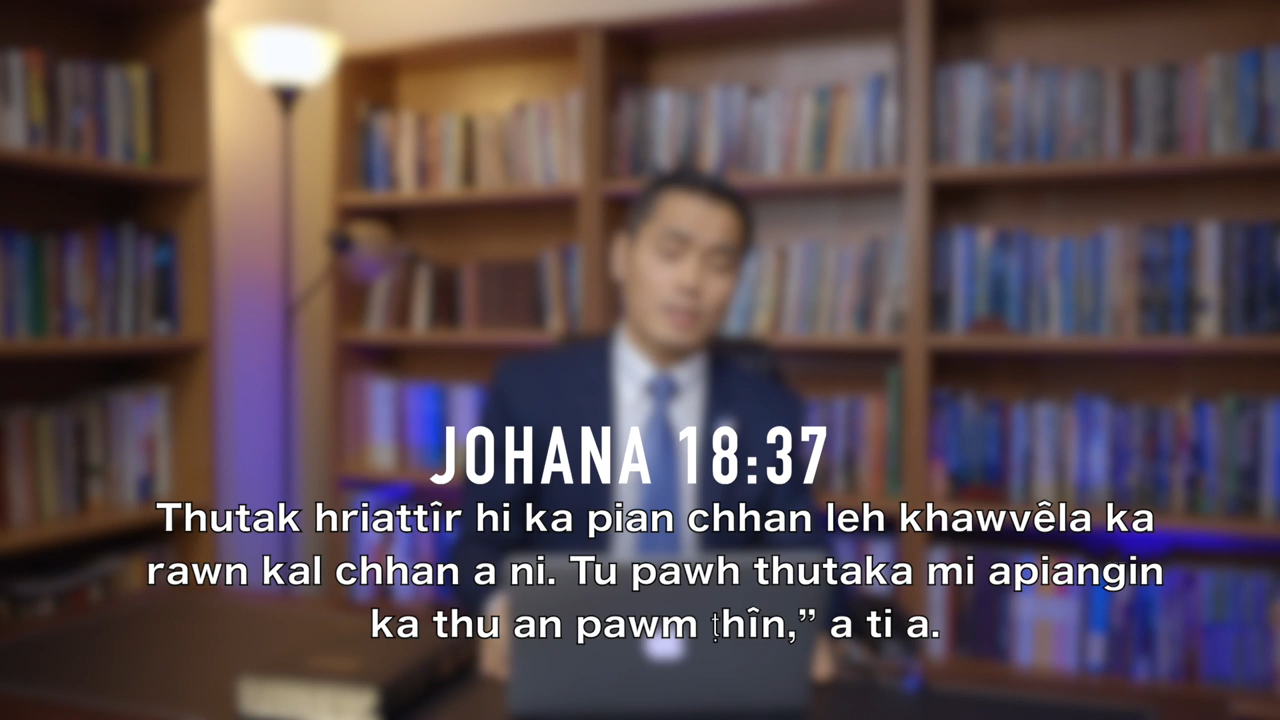 JOHANA 18:37
Thutak hriattîr hi ka pian chhan leh khawvêla ka
rawn kal chhan a ni. Tu pawh thutaka mi apiangin
ka thu an pawm ṭhîn,” a ti a.